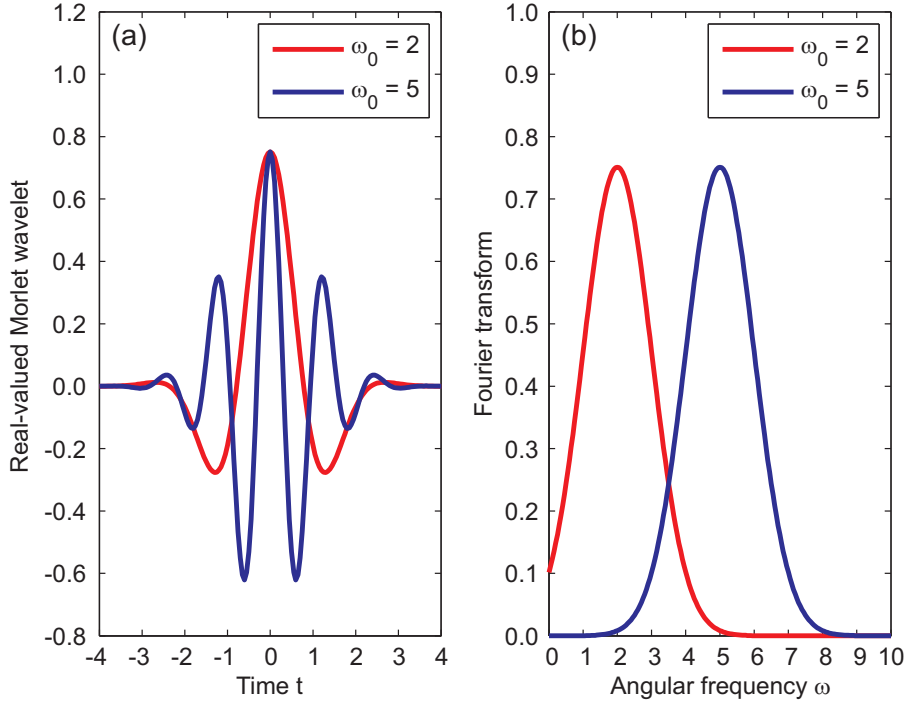 (a)
ω0 = 2
ω0 = 5
1.2
1.0
0.8
0.6
0.4
0.2
0.0
-0.2
-0.4
-0.6
-0.8
-4 -3 -2 -1 0 1 2 3 4
Time t
Real-valued Morlet wavelet
(b)
ω0 = 2
ω0 = 5
1.0
0.9
0.8
0.7
0.6
0.5
0.4
0.3
0.2
0.1
0.0
0 1 2 3 4 5 6 7 8 9 10
Angular frequency ω
Fourier transform